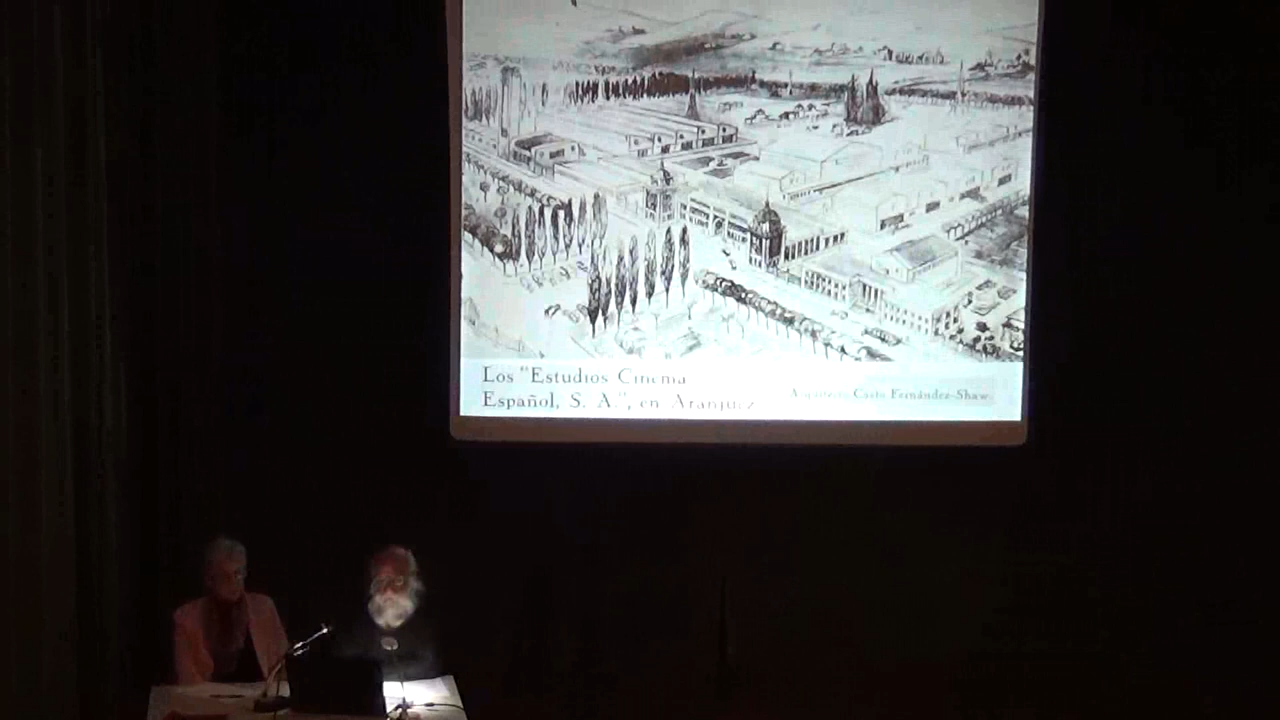 Los "Estudios Cinema
Español, S. A.", en Aranjuez
Arquitecto: Casto Fernández-Shaw